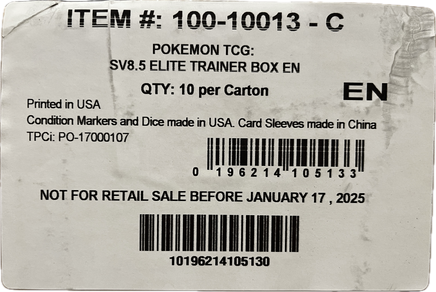 ITEM #: 100-10013 - C
POKEMON TCG:
SV8.5 ELITE TRAINER BOX EN
QTY: 10 per Carton
EN
Printed in USA
Condition Markers and Dice made in USA. Card Sleeves made in China
TPCi: PO-17000107
0 196214 105133
NOT FOR RETAIL SALE BEFORE JANUARY 17 , 2025
10196214105130